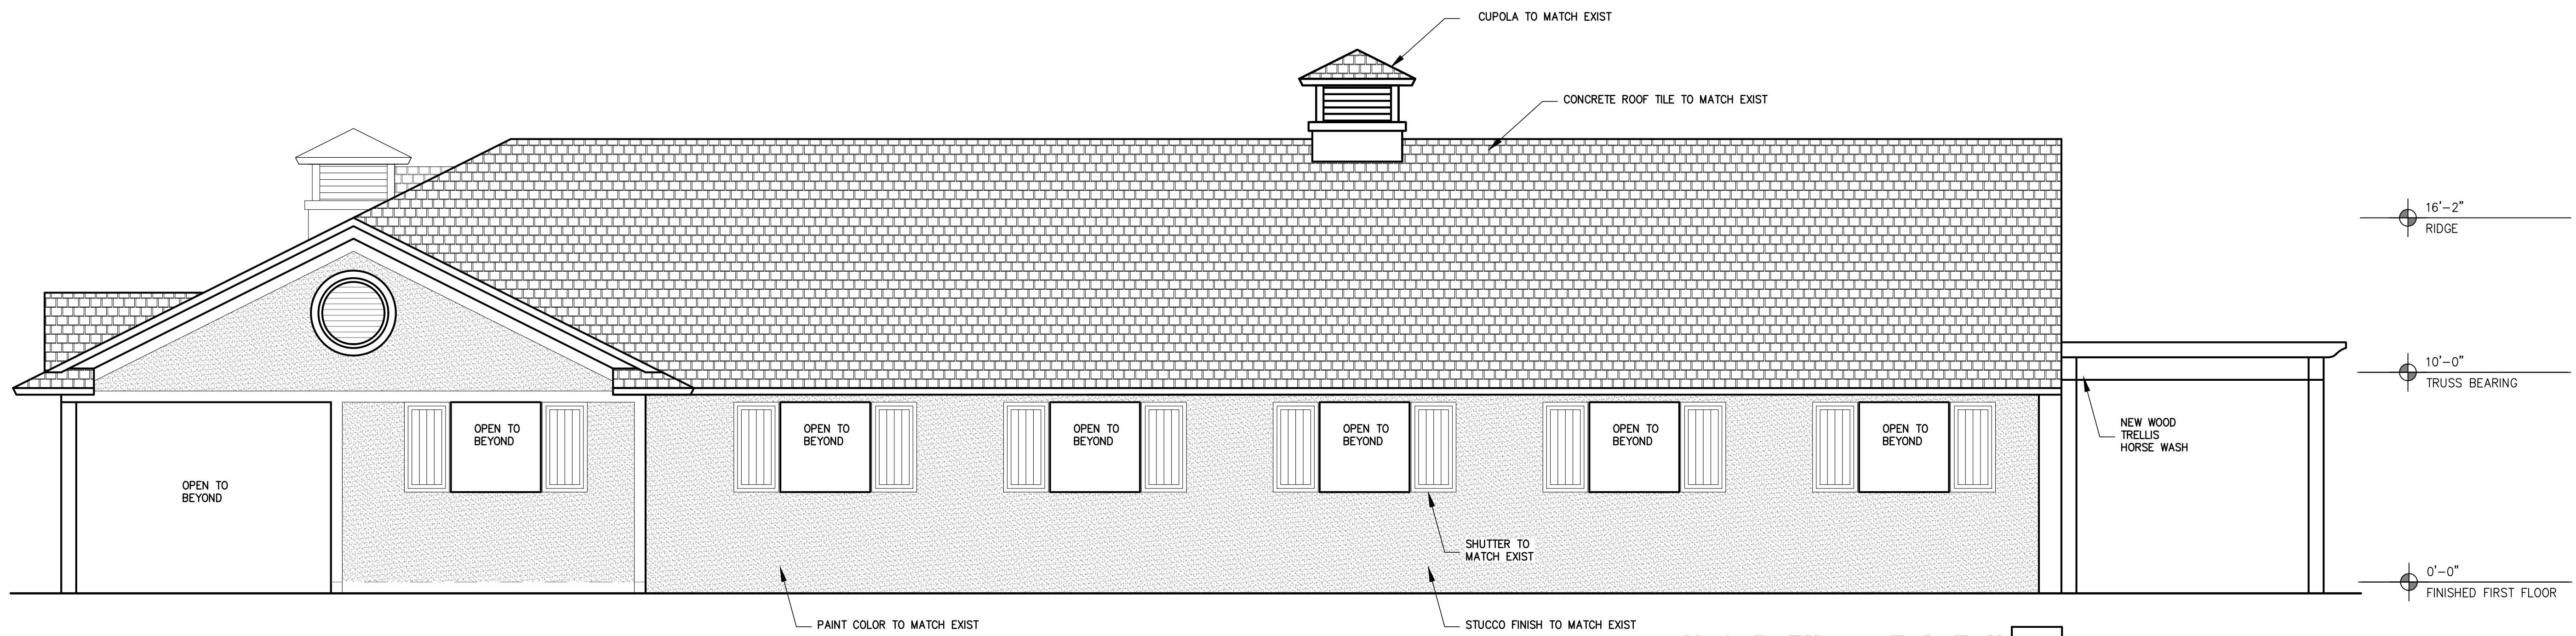 CUPOLA TO MATCH EXIST
CONCRETE ROOF TILE TO MATCH EXIST
16'-2"
RIDGE
10'-0"
TRUSS BEARING
OPEN TO
BEYOND
OPEN TO
BEYOND
OPEN TO
BEYOND
OPEN TO
BEYOND
OPEN TO
BEYOND
OPEN TO
BEYOND
NEW WOOD
TRELLIS
HORSE WASH
OPEN TO
BEYOND
SHUTTER TO
MATCH EXIST
0'-0"
FINISHED FIRST FLOOR
PAINT COLOR TO MATCH EXIST
STUCCO FINISH TO MATCH EXIST